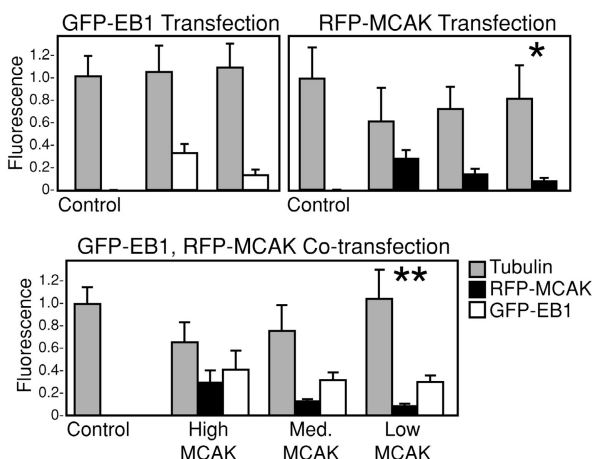 GFP-EB1 Transfection
RFP-MCAK Transfection
Fluorescence
1.2-
1.0-
0.8-
0.6-
0.4-
0.2-
0
*
Control
Control
GFP-EB1, RFP-MCAK Co-transfection
Fluorescence
1.2-
1.0-
0.8-
0.6-
0.4-
0.2-
0
**
Tubulin
RFP-MCAK
GFP-EB1
Control
High
MCAK
Med.
MCAK
Low
MCAK